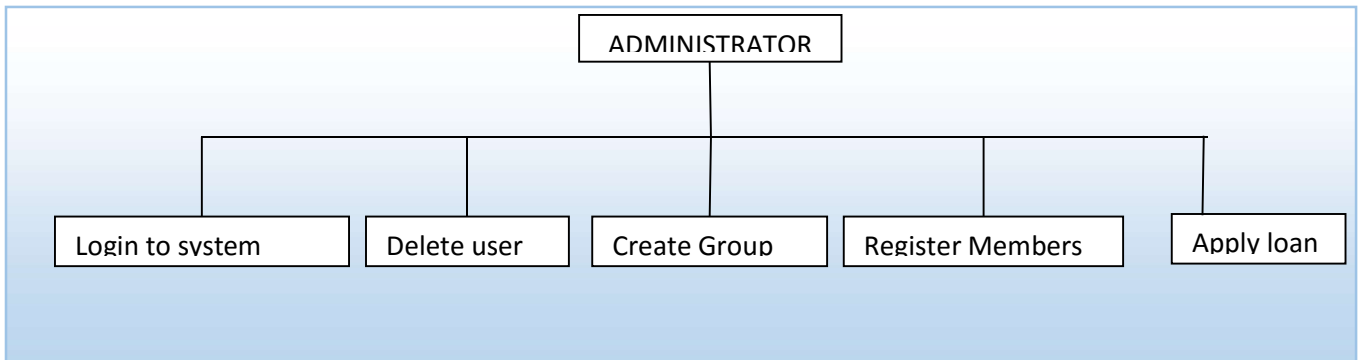 ADMINISTRATOR
Login to system
Delete user
Create Group
Register Members
Apply loan